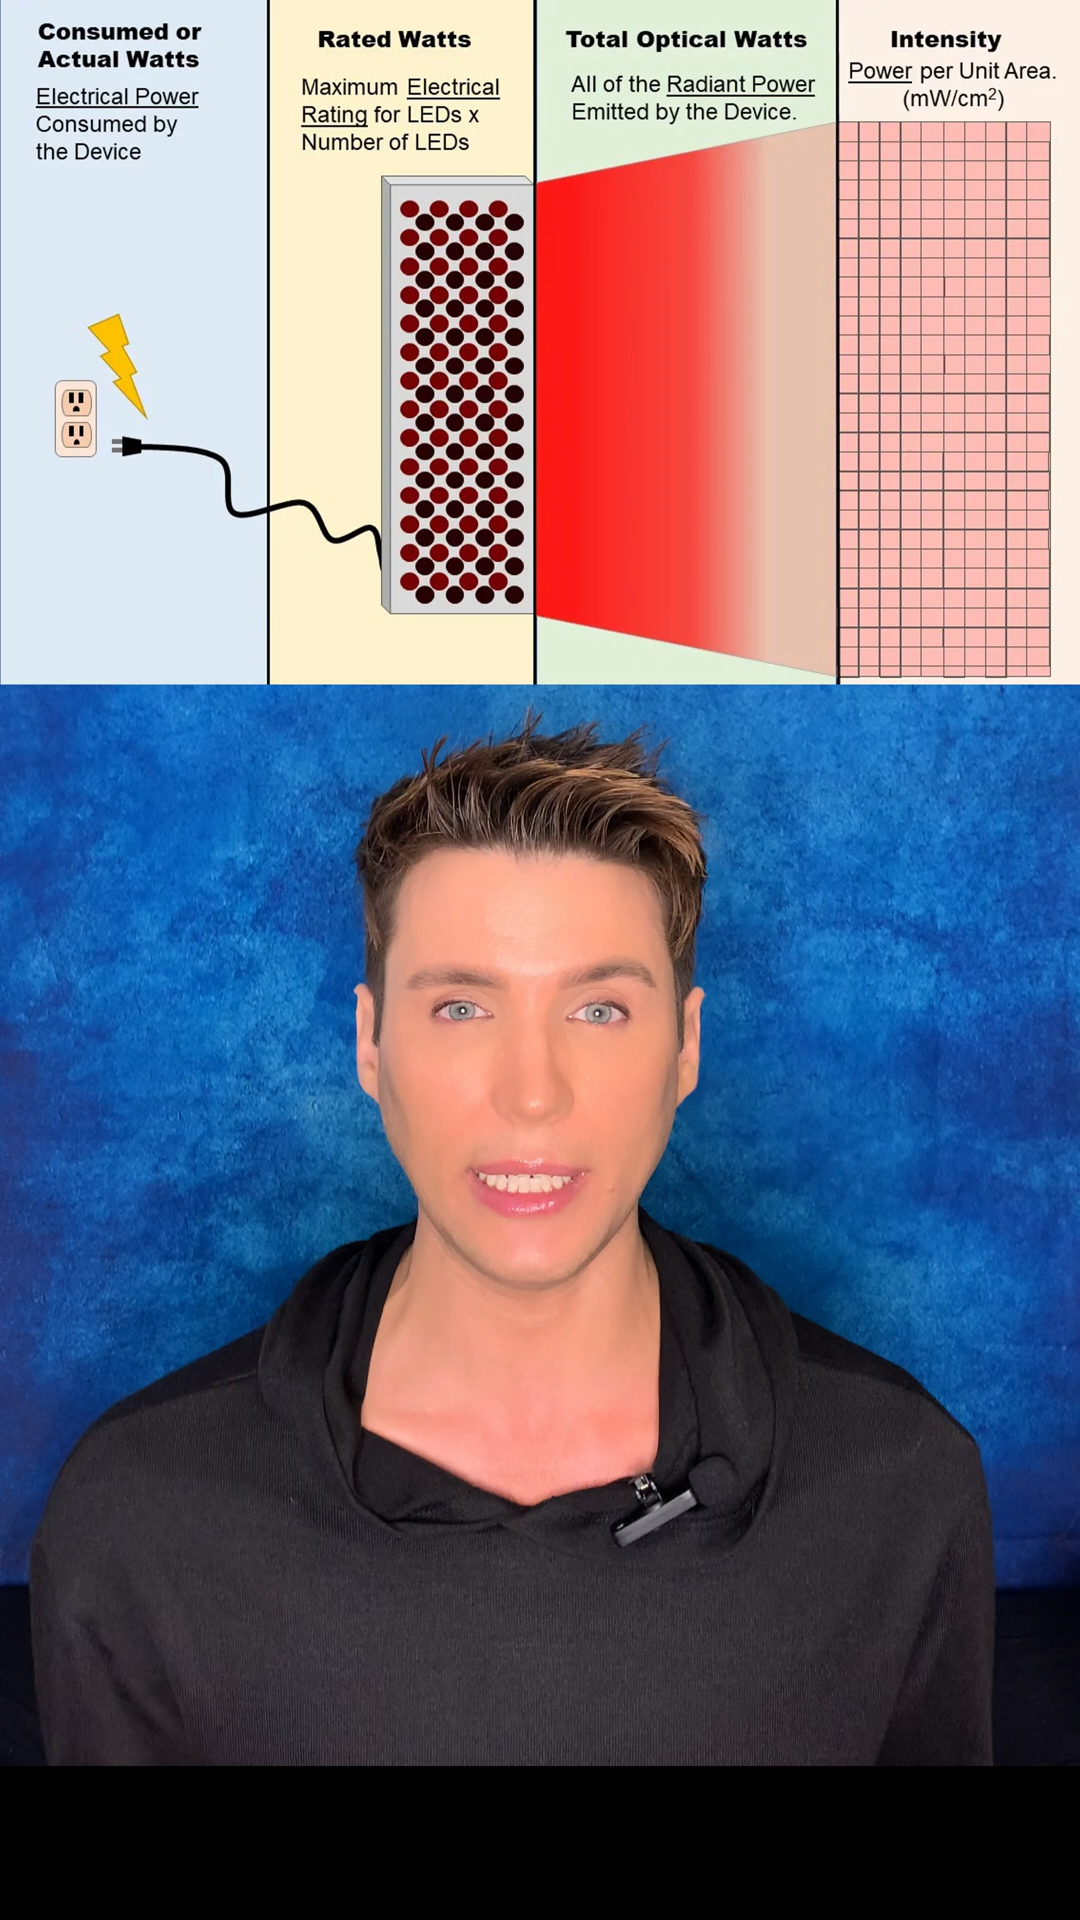 Consumed or
Actual Watts
Electrical Power
Consumed by
the Device
Rated Watts
Maximum Electrical
Rating for LEDs x
Number of LEDs
Total Optical Watts
All of the Radiant Power
Emitted by the Device.
Intensity
Power per Unit Area.
(mW/cm²)